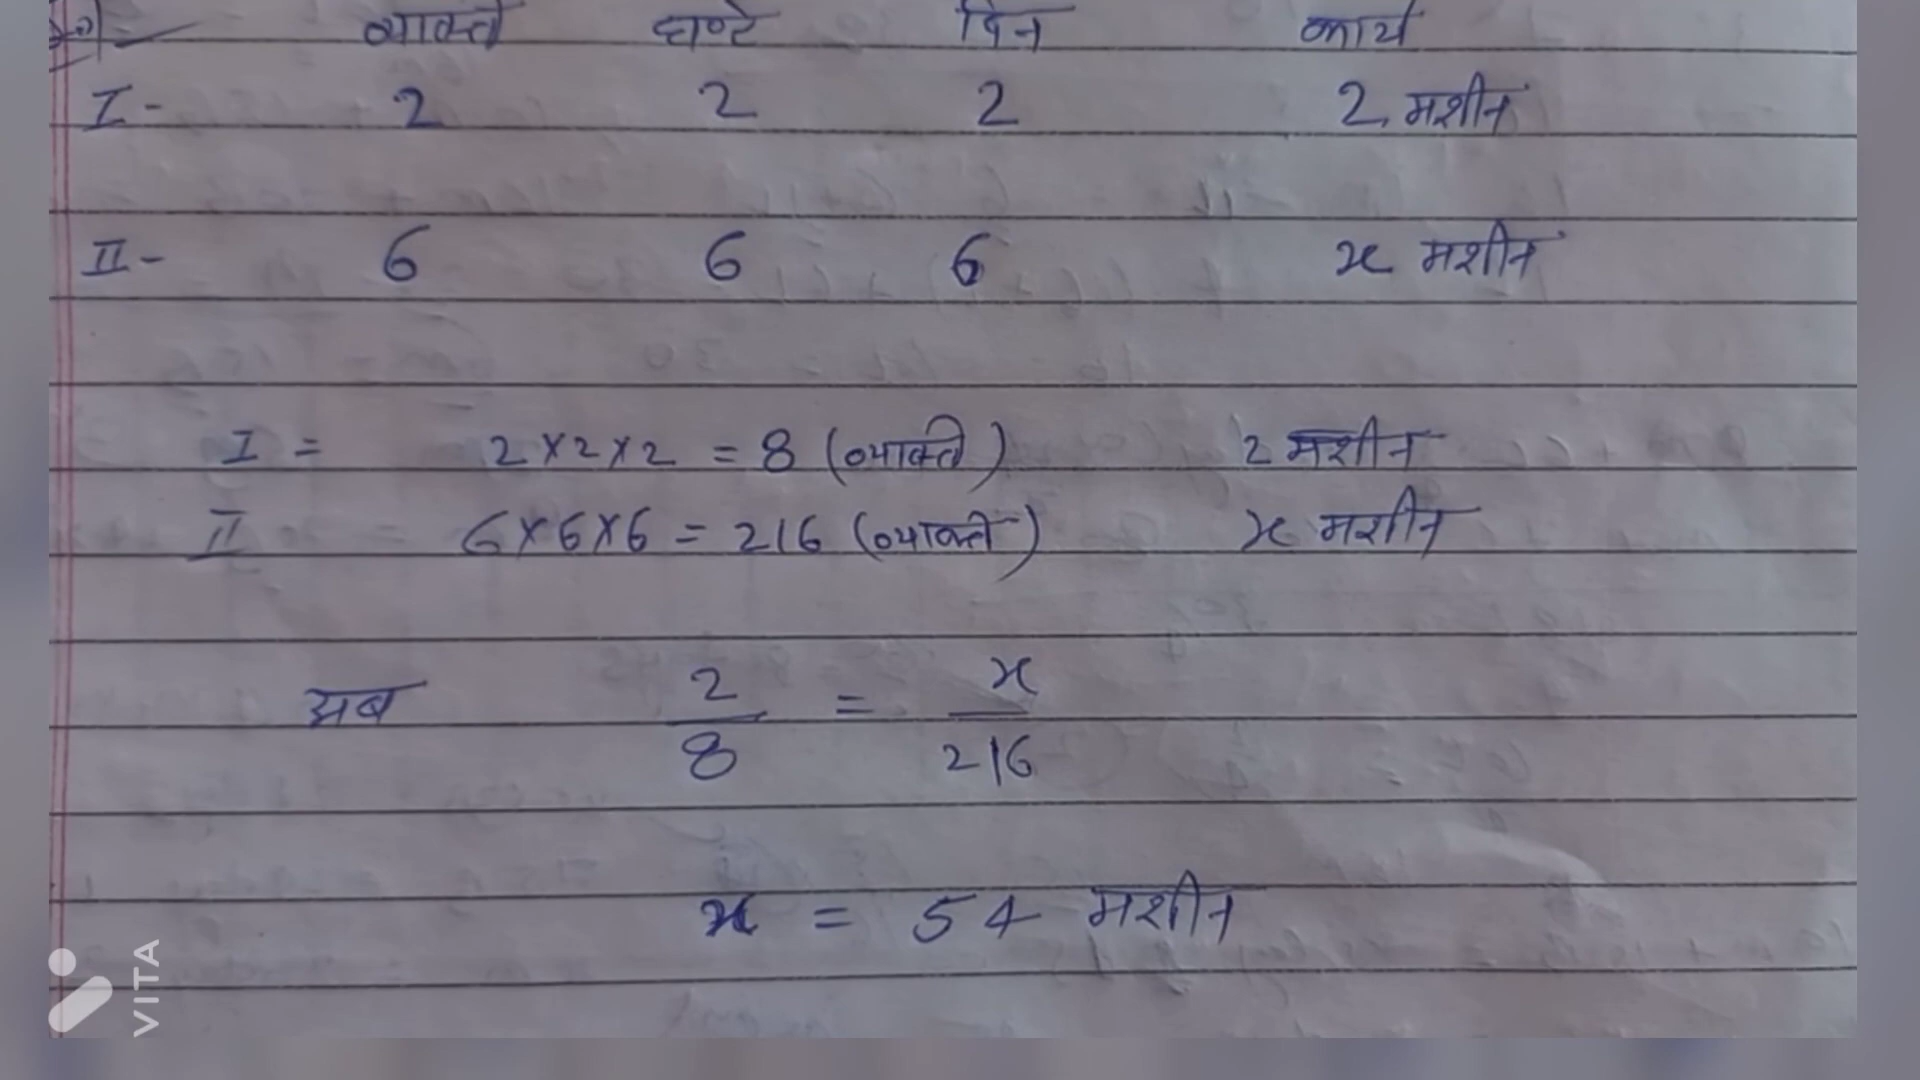 व्यक्ति घण्टे दिन कार्य
I - 2 2 2 2 मशीन
II - 6 6 6 x मशीन
I = 2 × 2 × 2 = 8 (व्यक्ति) 2 मशीन
II 6 × 6 × 6 = 216 (व्यक्ति) x मशीन
अब 2/8 = x/216
x = 54 मशीन
VITA